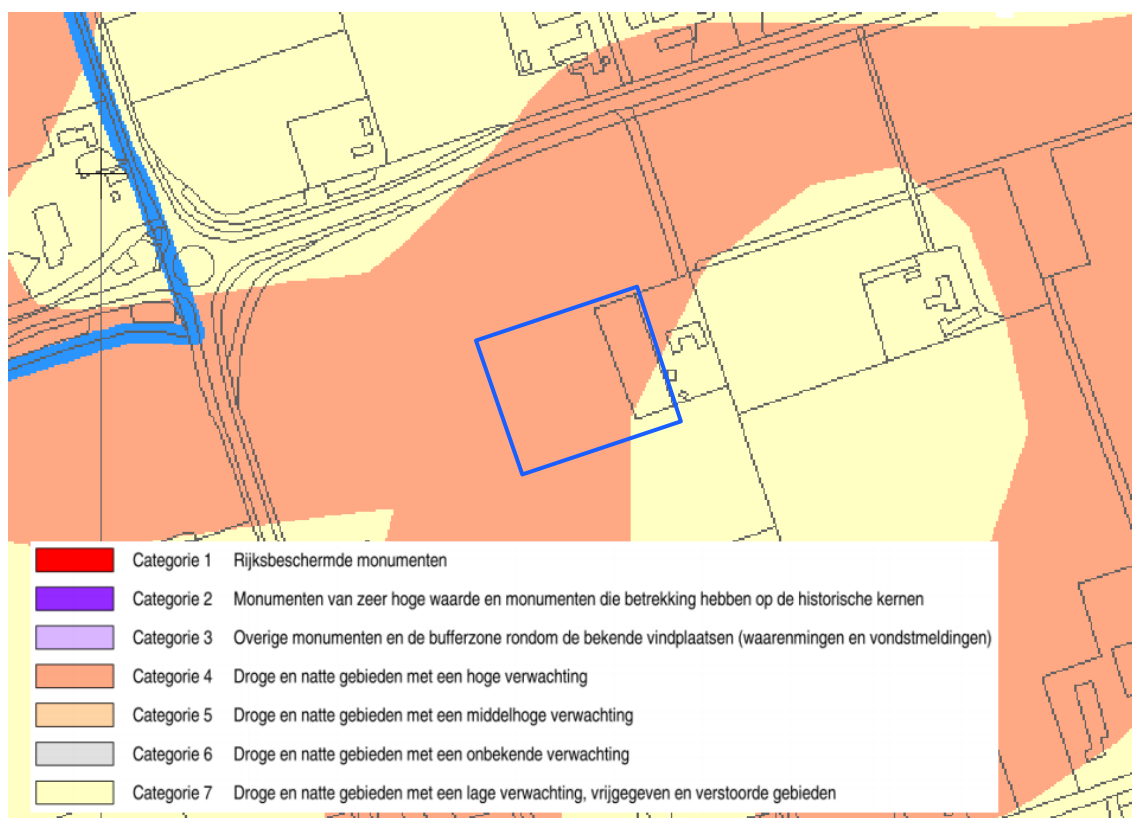 Categorie 1 Rijksbeschermde monumenten
Categorie 2 Monumenten van zeer hoge waarde en monumenten die betrekking hebben op de historische kernen
Categorie 3 Overige monumenten en de bufferzone rondom de bekende vindplaatsen (waarenmingen en vondstmeldingen)
Categorie 4 Droge en natte gebieden met een hoge verwachting
Categorie 5 Droge en natte gebieden met een middelhoge verwachting
Categorie 6 Droge en natte gebieden met een onbekende verwachting
Categorie 7 Droge en natte gebieden met een lage verwachting, vrijgegeven en verstoorde gebieden